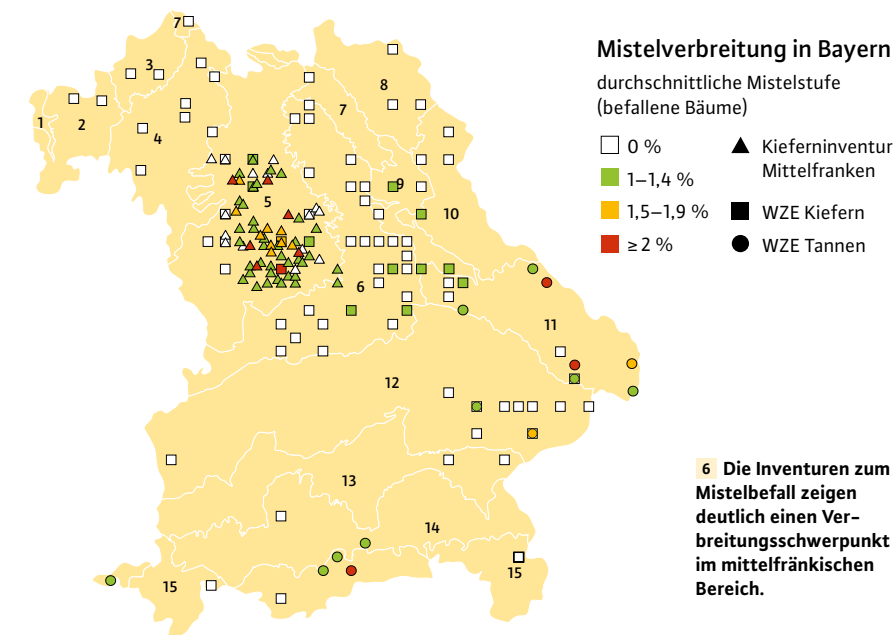 Mistelverbreitung in Bayern
durchschnittliche Mistelstufe
(befallene Bäume)
0 %
1–1,4 %
1,5–1,9 %
≥ 2 %
Kieferninventur
Mittelfranken
WZE Kiefern
WZE Tannen
7
3
8
7
1
2
4
9
5
10
6
11
12
13
14
15
15
6 Die Inventuren zum
Mistelbefall zeigen
deutlich einen Ver-
breitungsschwerpunkt
im mittelfränkischen
Bereich.